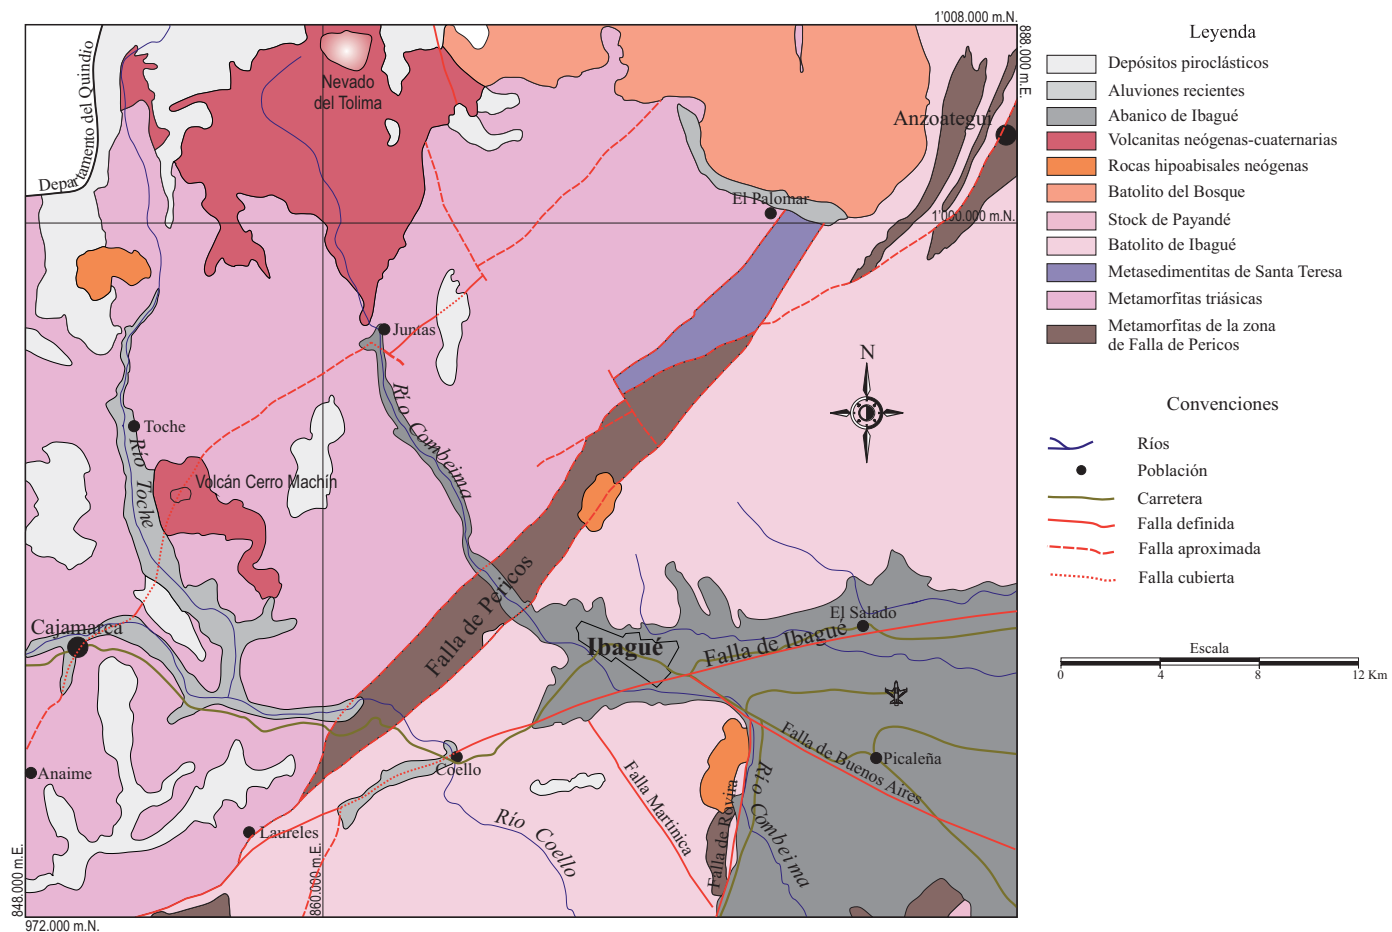 1'008.000 m.N.
888.000 m.E.
Departamento del Quindio
Nevado
del Tolima
Anzoategui
El Palomar
1'000.000 m.N.
Juntas
N
Río Combeima
Toche
Río Toche
Volcán Cerro Machín
Falla de Pericos
Cajamarca
Ibagué
Falla de Ibagué
El Salado
Falla de Buenos Aires
Picaleña
Anaime
Coello
Laureles
Río Coello
Falla Martinica
Falla de Rovira
Río Combeima
848.000 m.E.
860.000 m.E.
972.000 m.N.
Leyenda
Depósitos piroclásticos
Aluviones recientes
Abanico de Ibagué
Volcanitas neógenas-cuaternarias
Rocas hipoabisales neógenas
Batolito del Bosque
Stock de Payandé
Batolito de Ibagué
Metasedimentitas de Santa Teresa
Metamorfitas triásicas
Metamorfitas de la zona
de Falla de Pericos
Convenciones
Ríos
Población
Carretera
Falla definida
Falla aproximada
Falla cubierta
Escala
0 4 8 12 Km